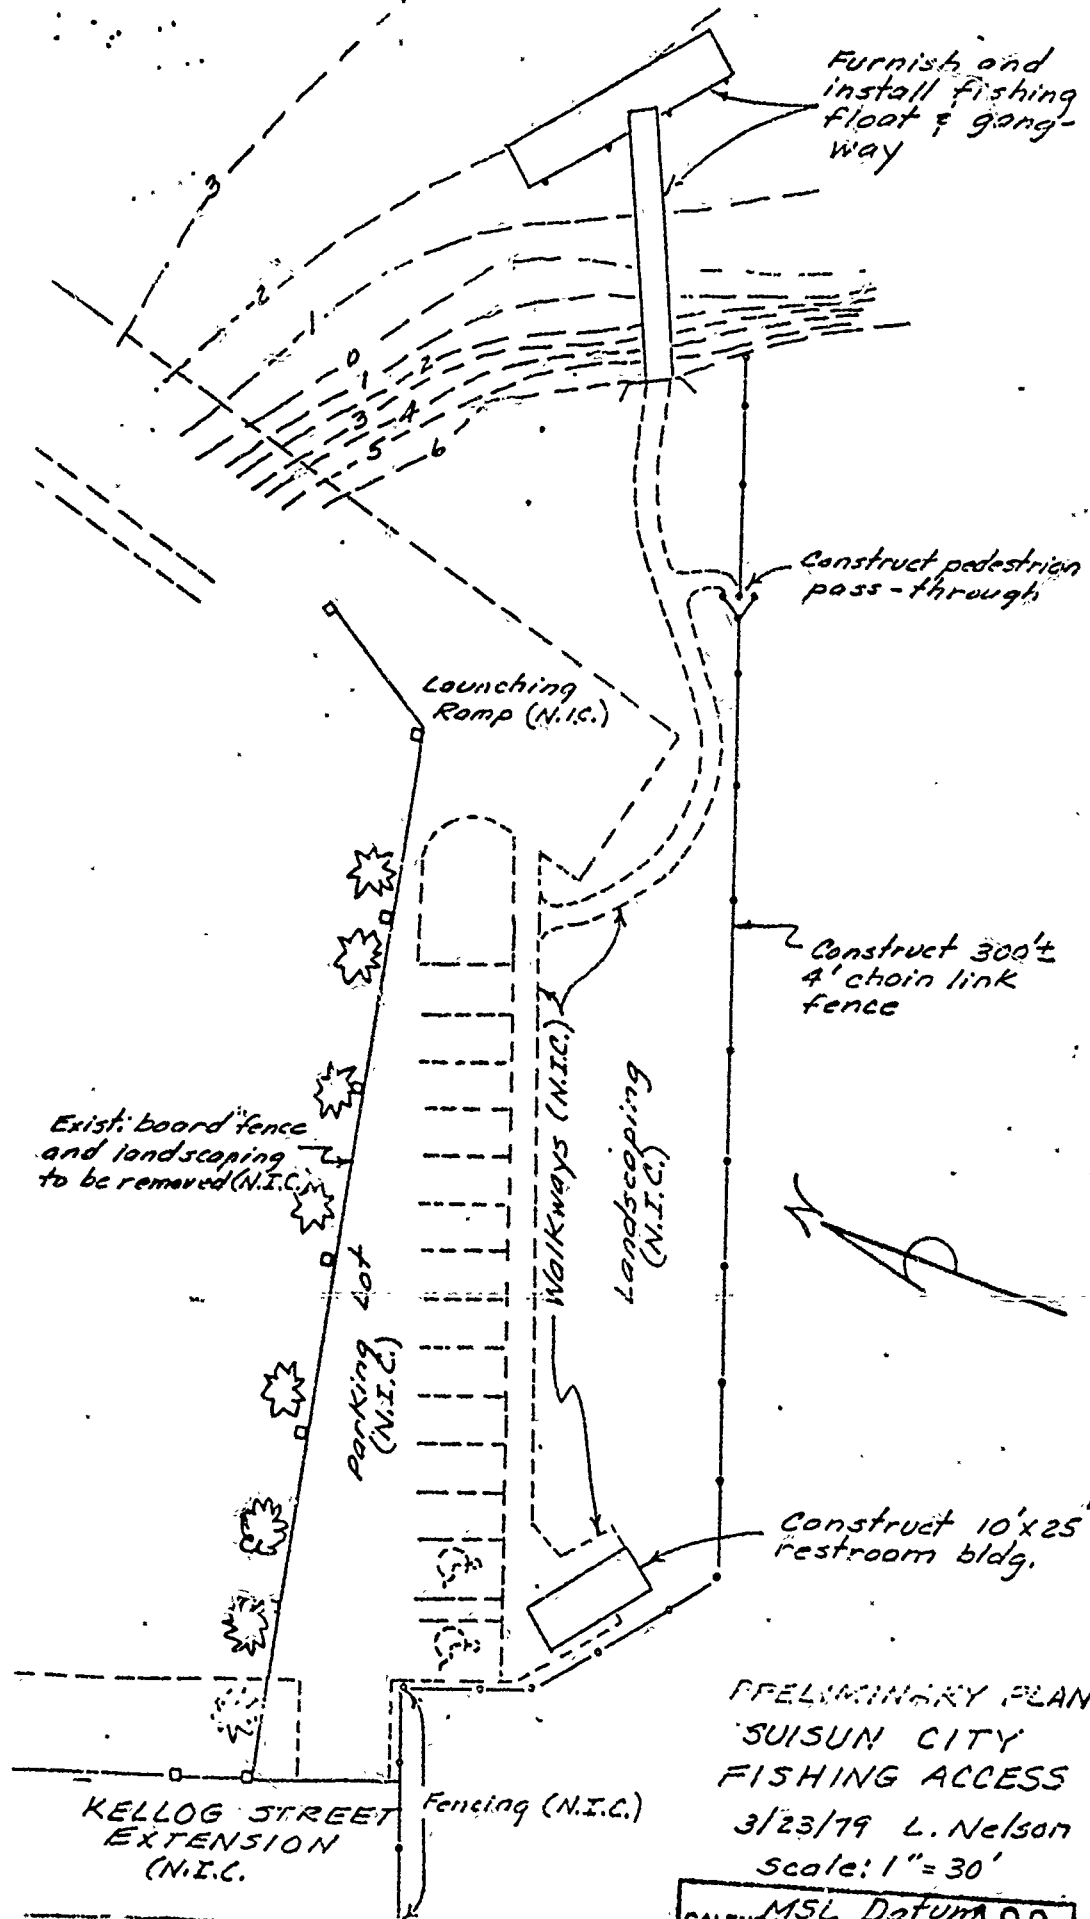 Furnish and
install fishing
float & gang-
way
3
2
1
0
1
2
3
4
5
6
Construct pedestrian
pass-through
Launching
Ramp (N.I.C.)
Construct 300'±
4' chain link
fence
Walkways (N.I.C.)
Landscaping
(N.I.C.)
Exist. board fence
and landscaping
to be removed (N.I.C.)
N
Parking Lot
(N.I.C.)
Construct 10'x25'
restroom bldg.
PRELIMINARY PLAN
SUISUN CITY
FISHING ACCESS
3/23/79 L. Nelson
Scale: 1"=30'
MSL Datum
KELLOG STREET
EXTENSION
(N.I.C.
Fencing (N.I.C.)